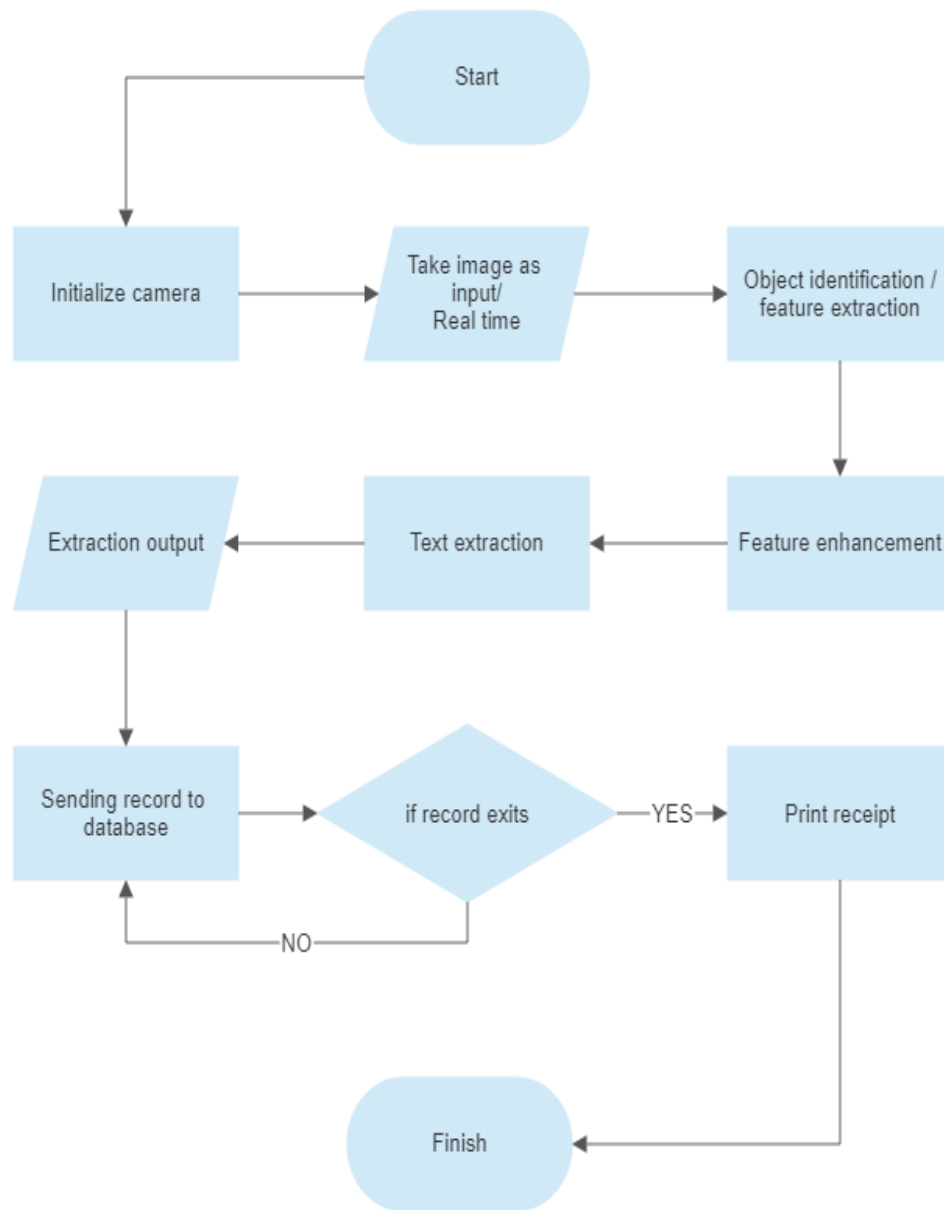 Start
Initialize camera
Take image as
input/
Real time
Object identification /
feature extraction
Feature enhancement
Text extraction
Extraction output
Sending record to
database
if record exits
YES
Print receipt
NO
Finish